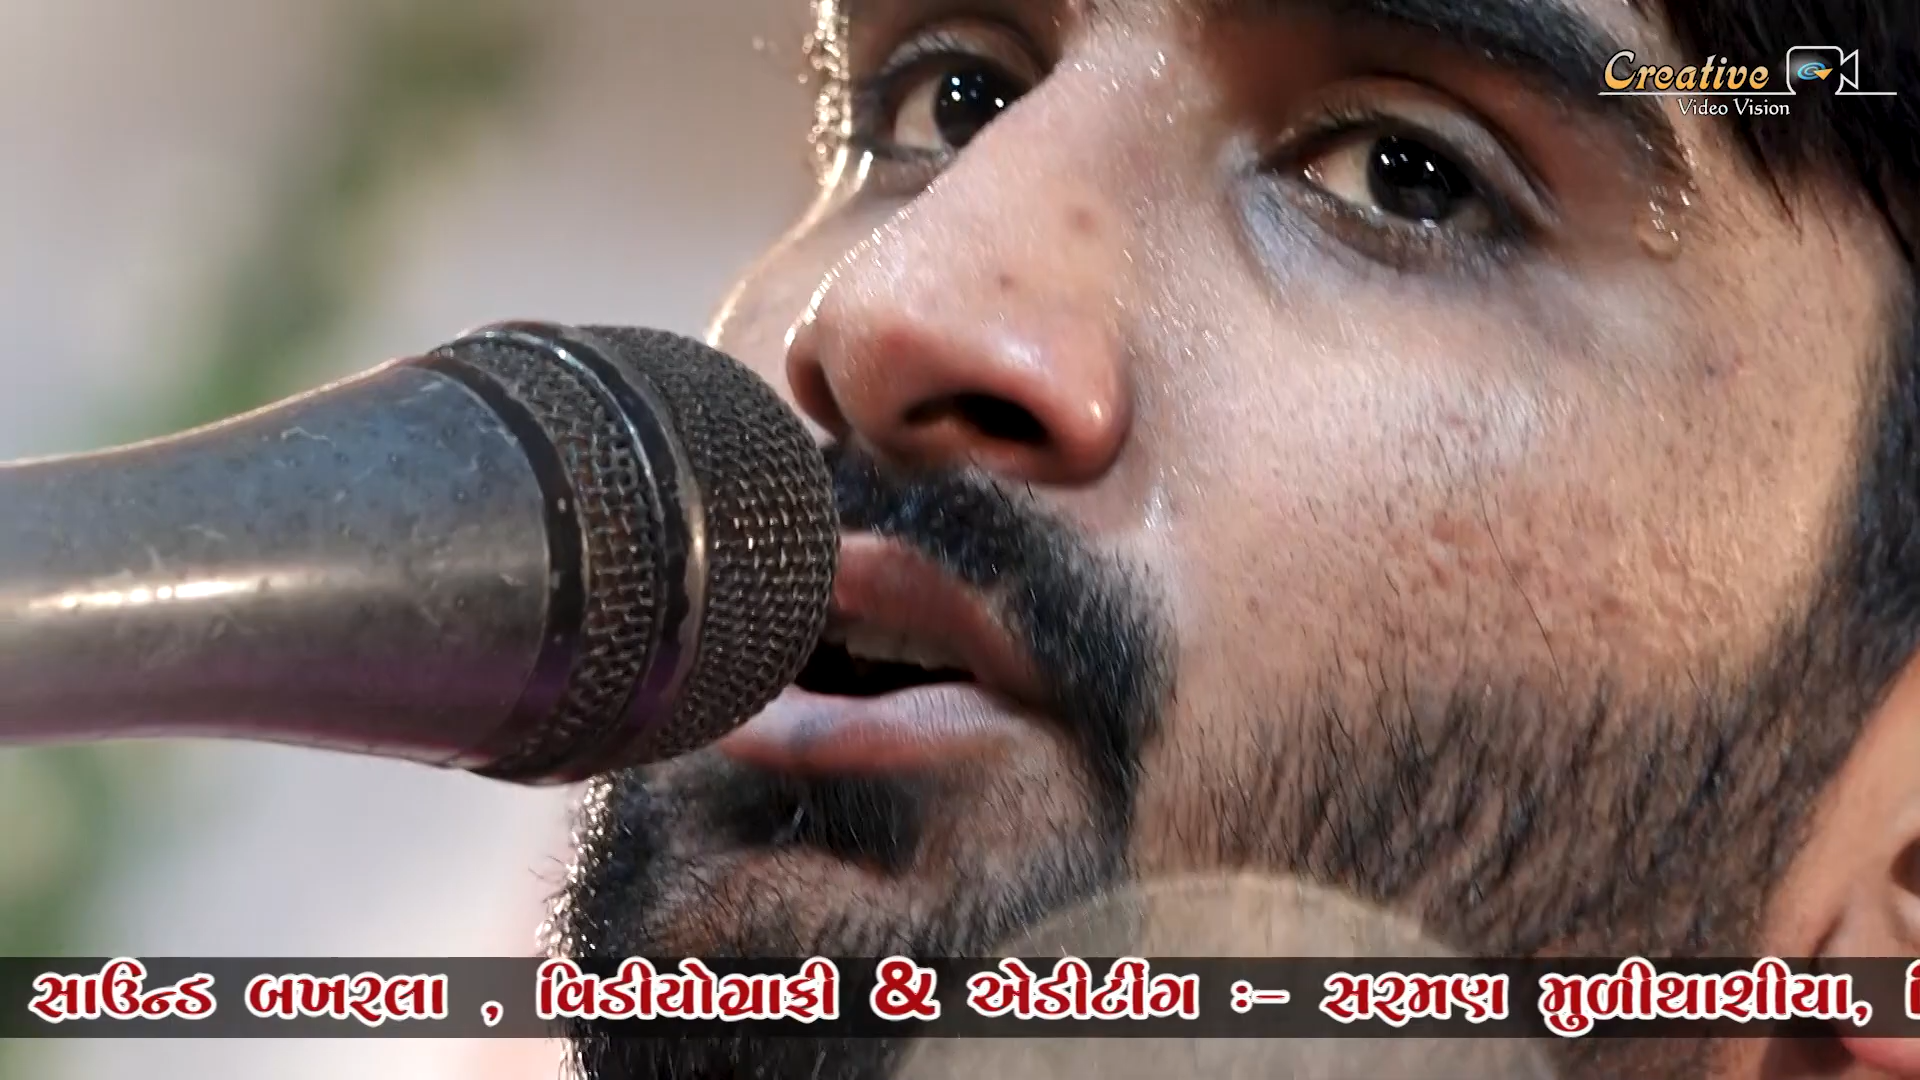 Creative
Video Vision
સાઉન્ડ બખરલા , વિડીયોગ્રાફી & એડીટીંગ :- સરમણ મુળીયાશીયા,